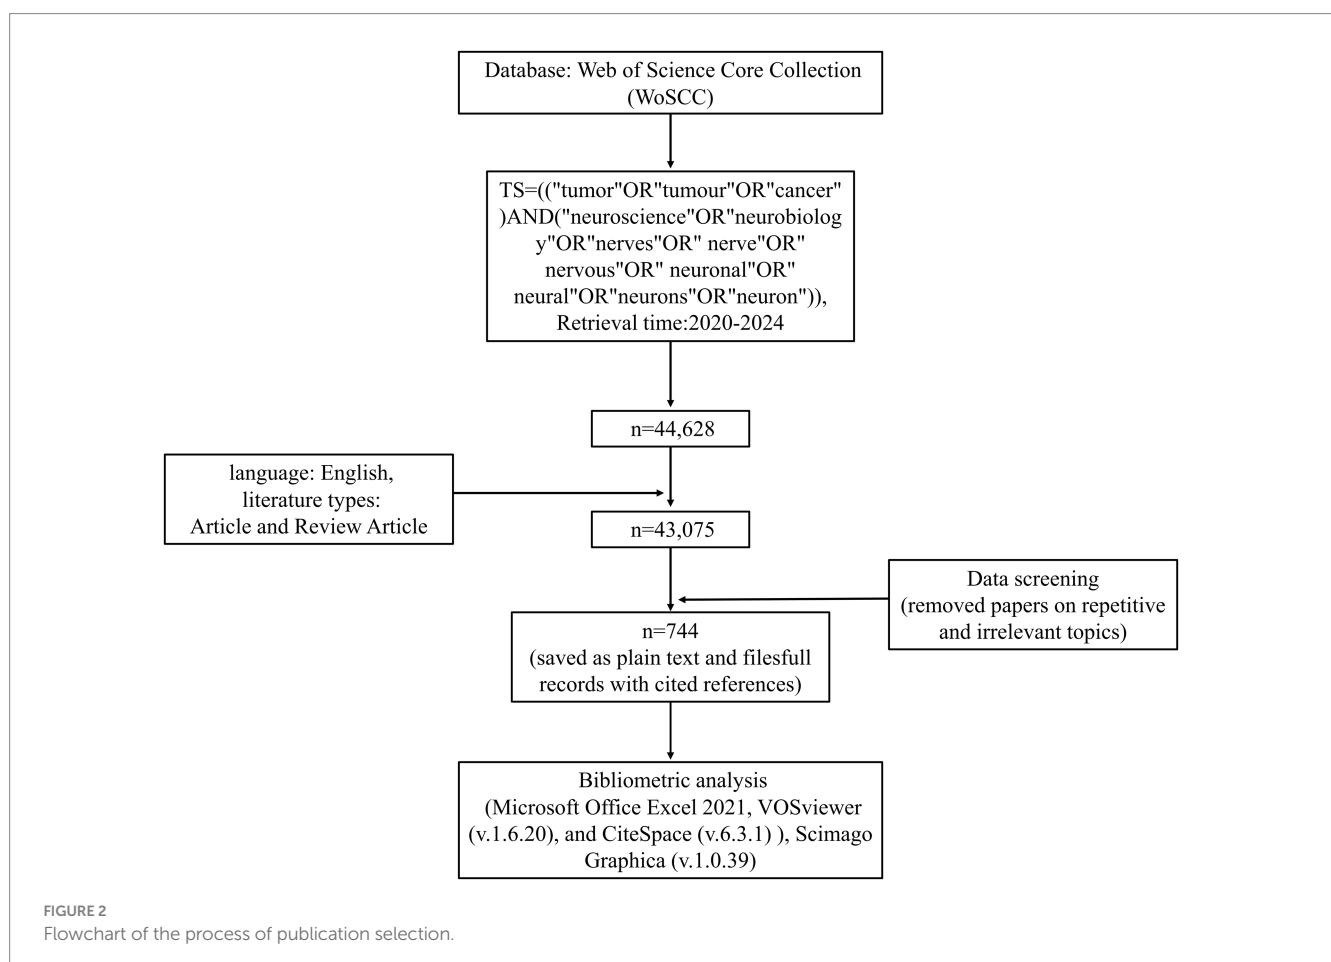 Database: Web of Science Core Collection
(WoSCC)
TS=(("tumor"OR"tumour"OR"cancer"
)AND("neuroscience"OR"neurobiolog
y"OR"nerves"OR" nerve"OR"
nervous"OR" neuronal"OR"
neural"OR"neurons"OR"neuron")),
Retrieval time:2020-2024
n=44,628
language: English,
literature types:
Article and Review Article
n=43,075
Data screening
(removed papers on repetitive
and irrelevant topics)
n=744
(saved as plain text and filesfull
records with cited references)
Bibliometric analysis
(Microsoft Office Excel 2021, VOSviewer
(v.1.6.20), and CiteSpace (v.6.3.1) ), Scimago
Graphica (v.1.0.39)
FIGURE 2
Flowchart of the process of publication selection.